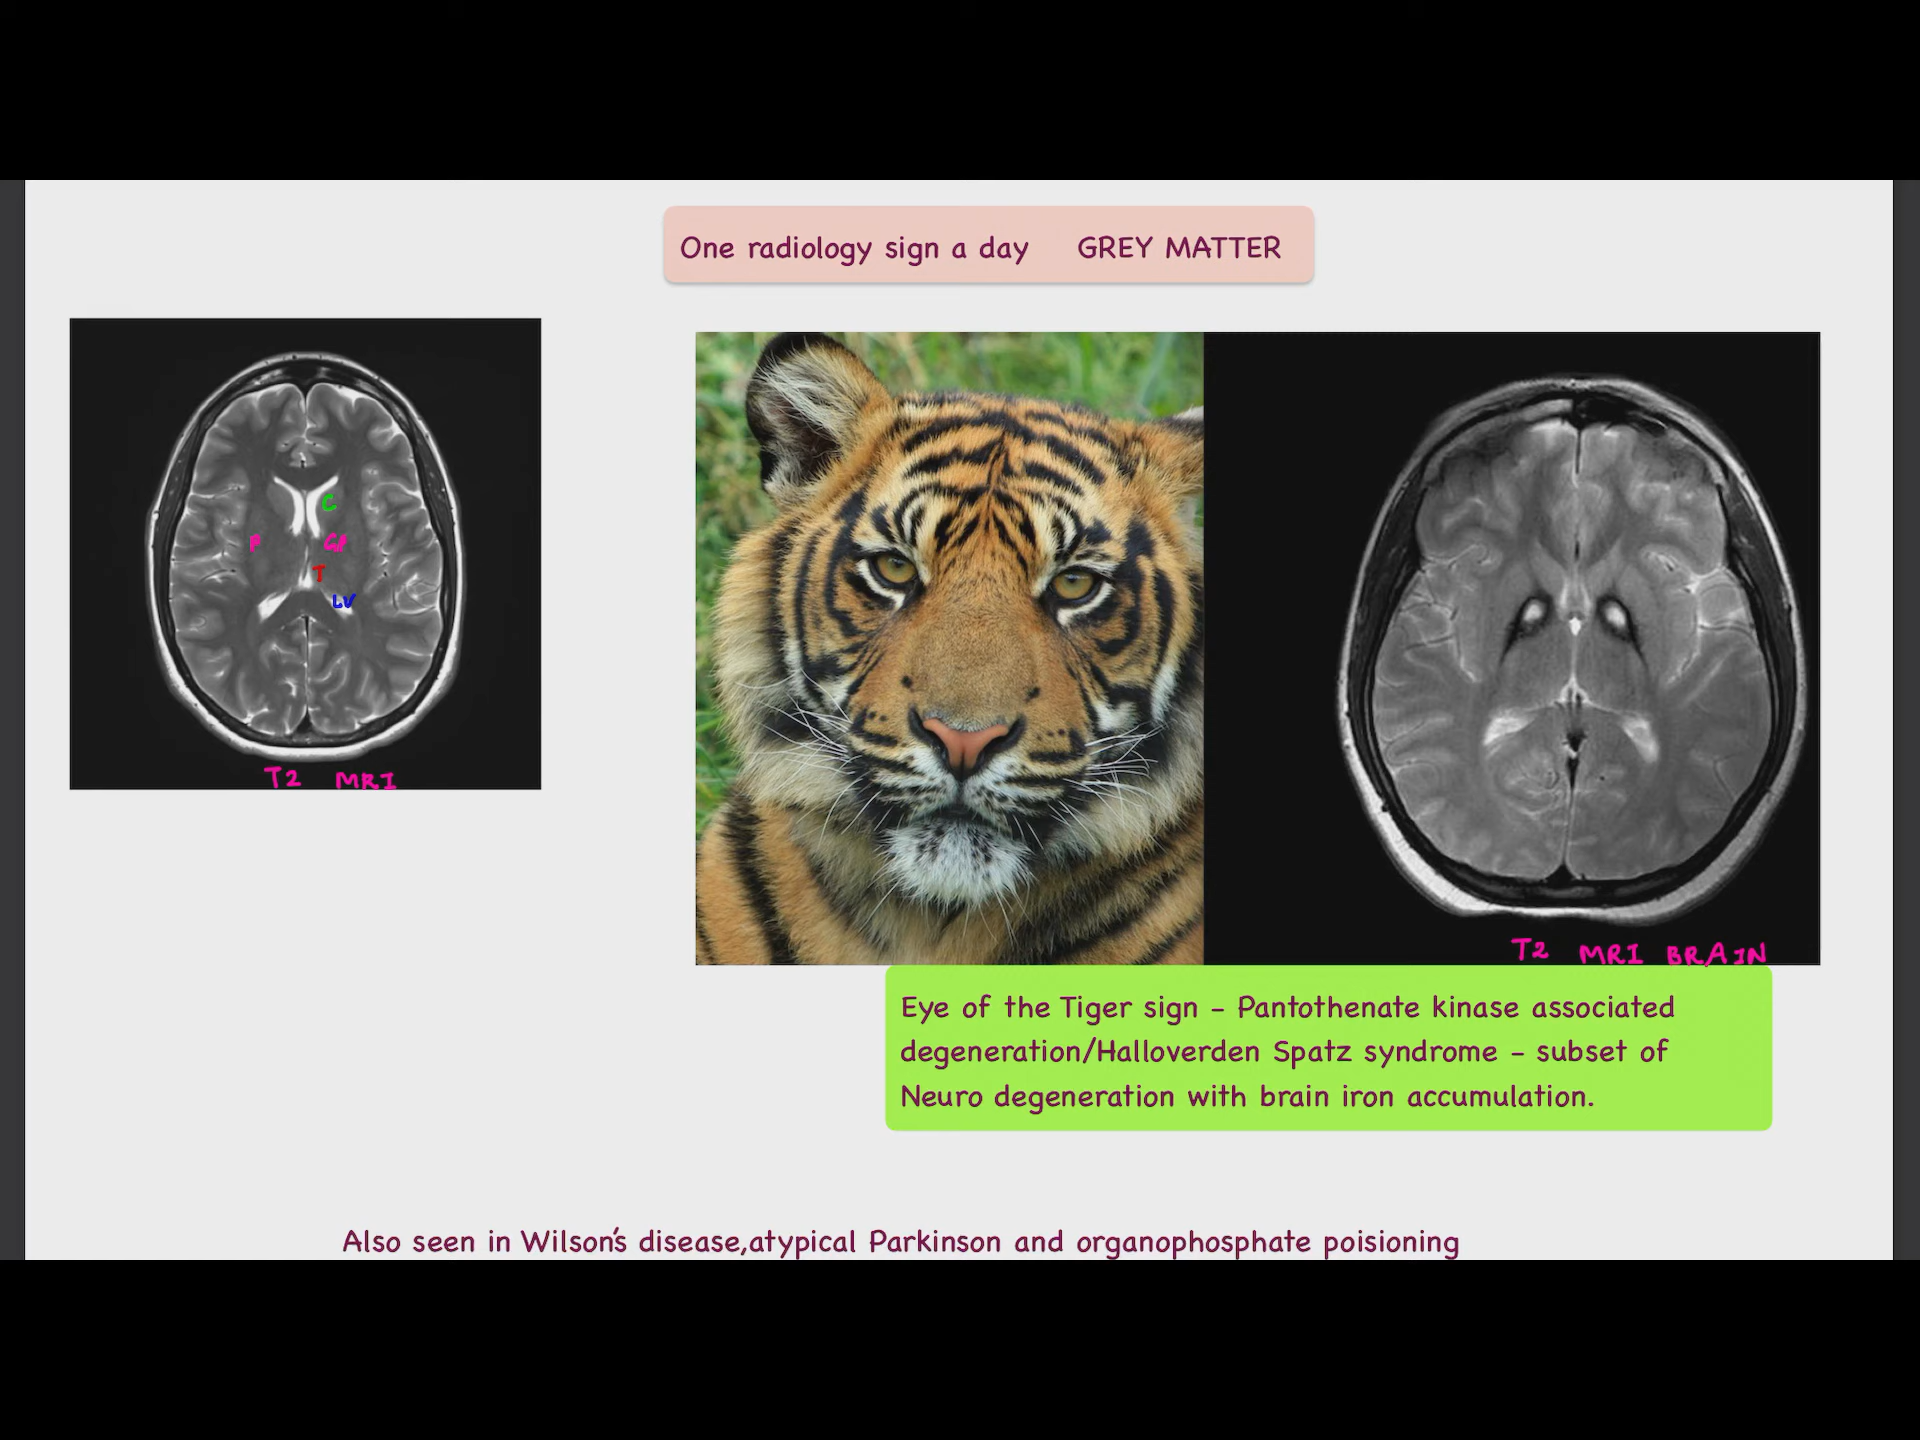 One radiology sign a day GREY MATTER
C
P
GP
T
LV
T2 MRI
T2 MRI BRAIN
Eye of the Tiger sign - Pantothenate kinase associated
degeneration/Halloverden Spatz syndrome - subset of
Neuro degeneration with brain iron accumulation.
Also seen in Wilson's disease,atypical Parkinson and organophosphate poisioning